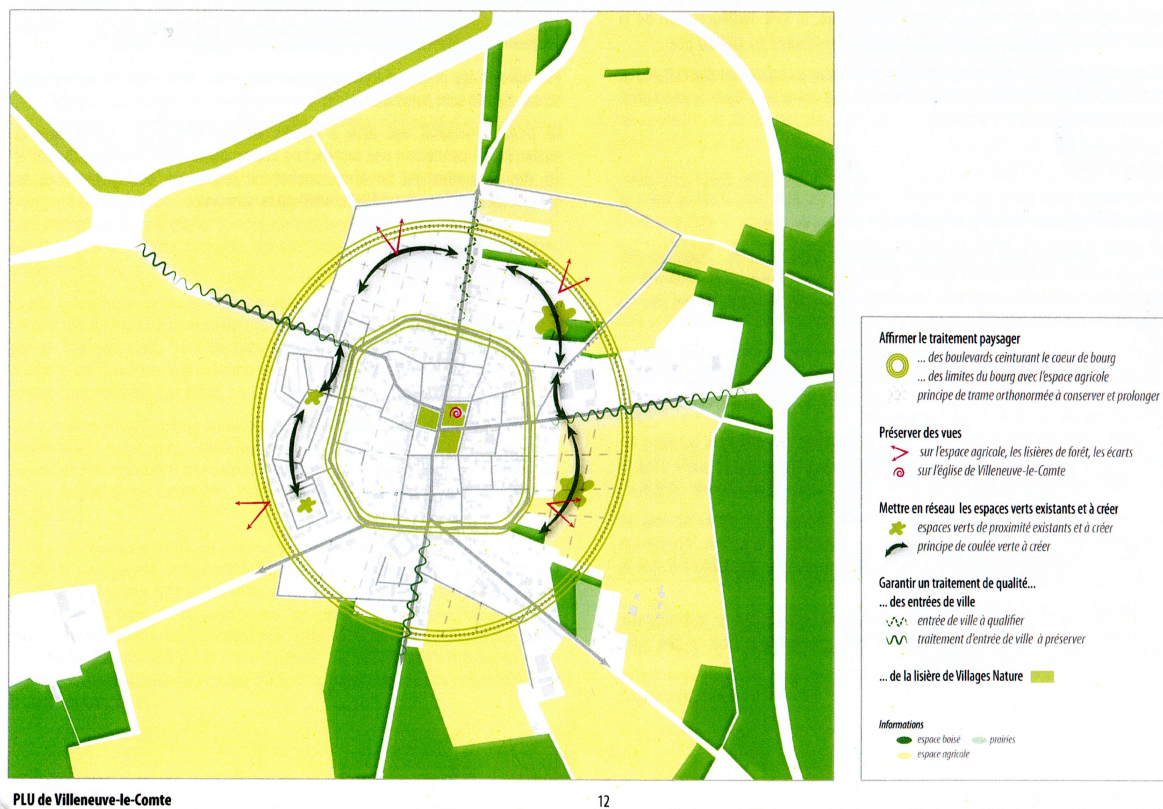 Affirmer le traitement paysager
... des boulevards ceinturant le coeur de bourg
... des limites du bourg avec l'espace agricole
principe de trame orthonormée à conserver et prolonger
Préserver des vues
sur l'espace agricole, les lisières de forêt, les écarts
sur l'église de Villeneuve-le-Comte
Mettre en réseau les espaces verts existants et à créer
espaces verts de proximité existants et à créer
principe de coulée verte à créer
Garantir un traitement de qualité...
... des entrées de ville
entrée de ville à qualifier
traitement d'entrée de ville à préserver
... de la lisière de Villages Nature
Informations
espace boisé
prairies
espace agricole
PLU de Villeneuve-le-Comte
12